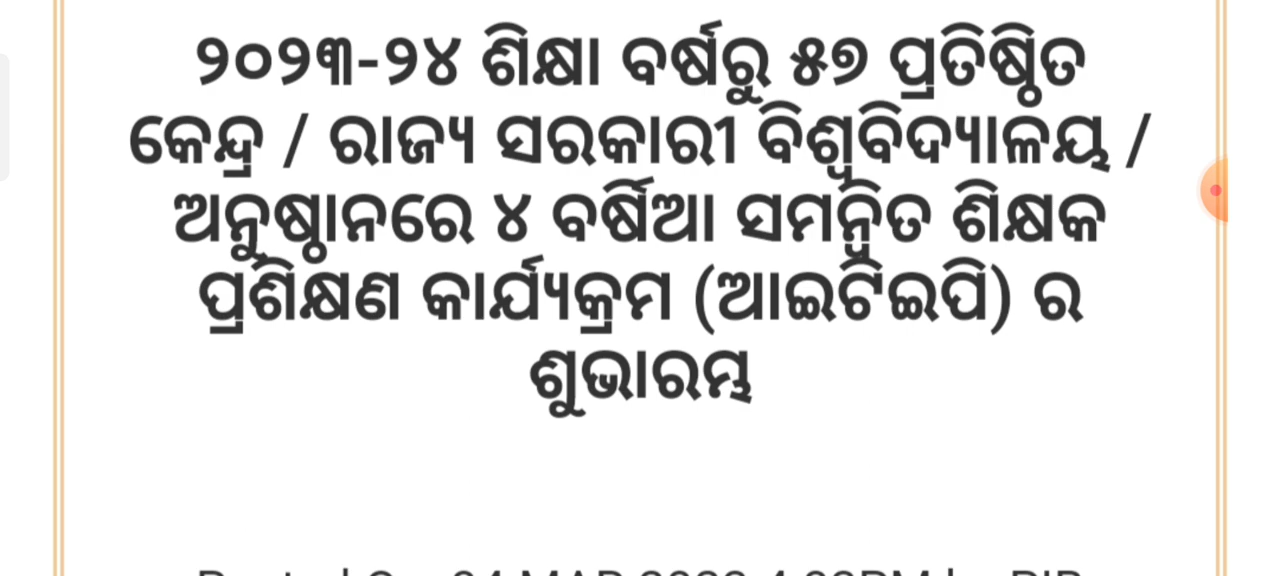 ୨୦୨୩-୨୪ ଶିକ୍ଷା ବର୍ଷରୁ ୫୭ ପ୍ରତିଷ୍ଠିତ
କେନ୍ଦ୍ର / ରାଜ୍ୟ ସରକାରୀ ବିଶ୍ୱବିଦ୍ୟାଳୟ /
ଅନୁଷ୍ଠାନରେ ୪ ବର୍ଷିଆ ସମନ୍ୱିତ ଶିକ୍ଷକ
ପ୍ରଶିକ୍ଷଣ କାର୍ଯ୍ୟକ୍ରମ (ଆଇଟିଇପି) ର
ଶୁଭାରମ୍ଭ